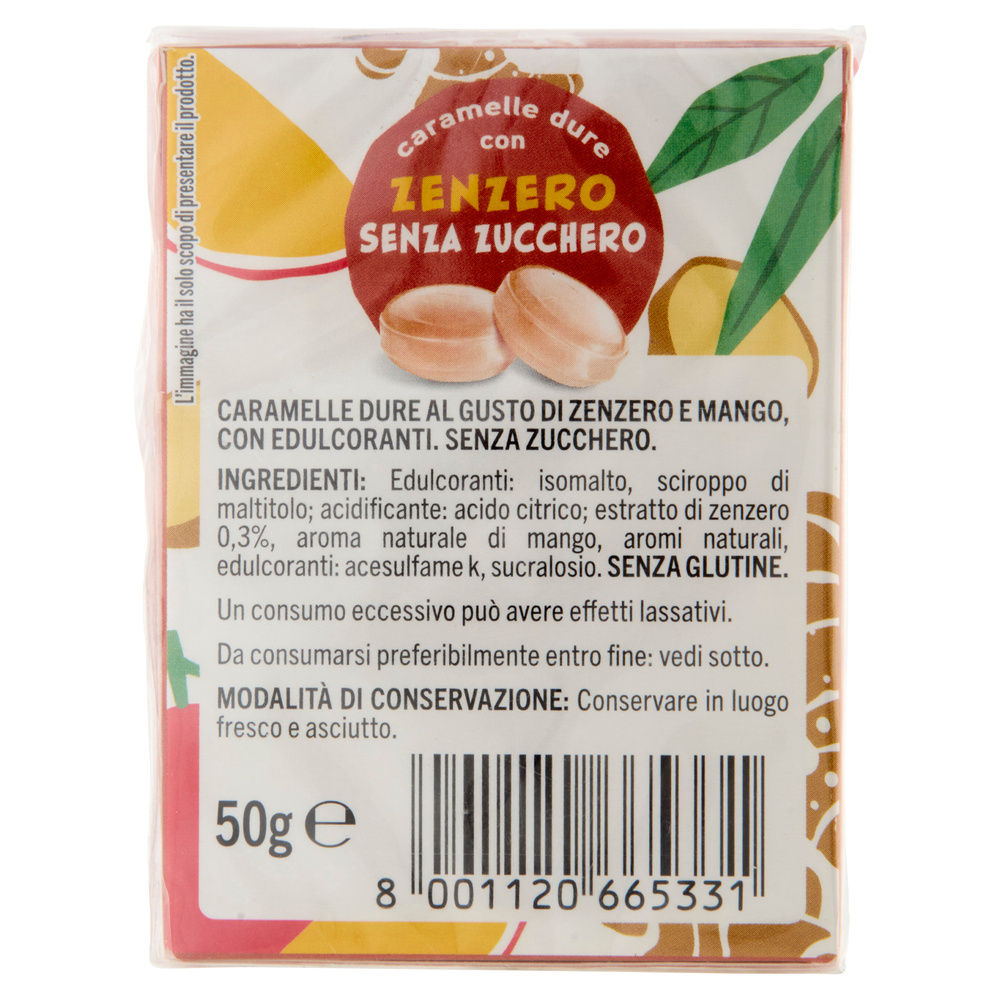 L'immagine ha il solo scopo di presentare il prodotto.
caramelle dure
con
ZENZERO
SENZA ZUCCHERO
CARAMELLE DURE AL GUSTO DI ZENZERO E MANGO,
CON EDULCORANTI. SENZA ZUCCHERO.
INGREDIENTI: Edulcoranti: isomalto, sciroppo di
maltitolo; acidificante: acido citrico; estratto di zenzero
0,3%, aroma naturale di mango, aromi naturali,
edulcoranti: acesulfame k, sucralosio. SENZA GLUTINE.
Un consumo eccessivo può avere effetti lassativi.
Da consumarsi preferibilmente entro fine: vedi sotto.
MODALITÀ DI CONSERVAZIONE: Conservare in luogo
fresco e asciutto.
50g ℮
8 001120 665331